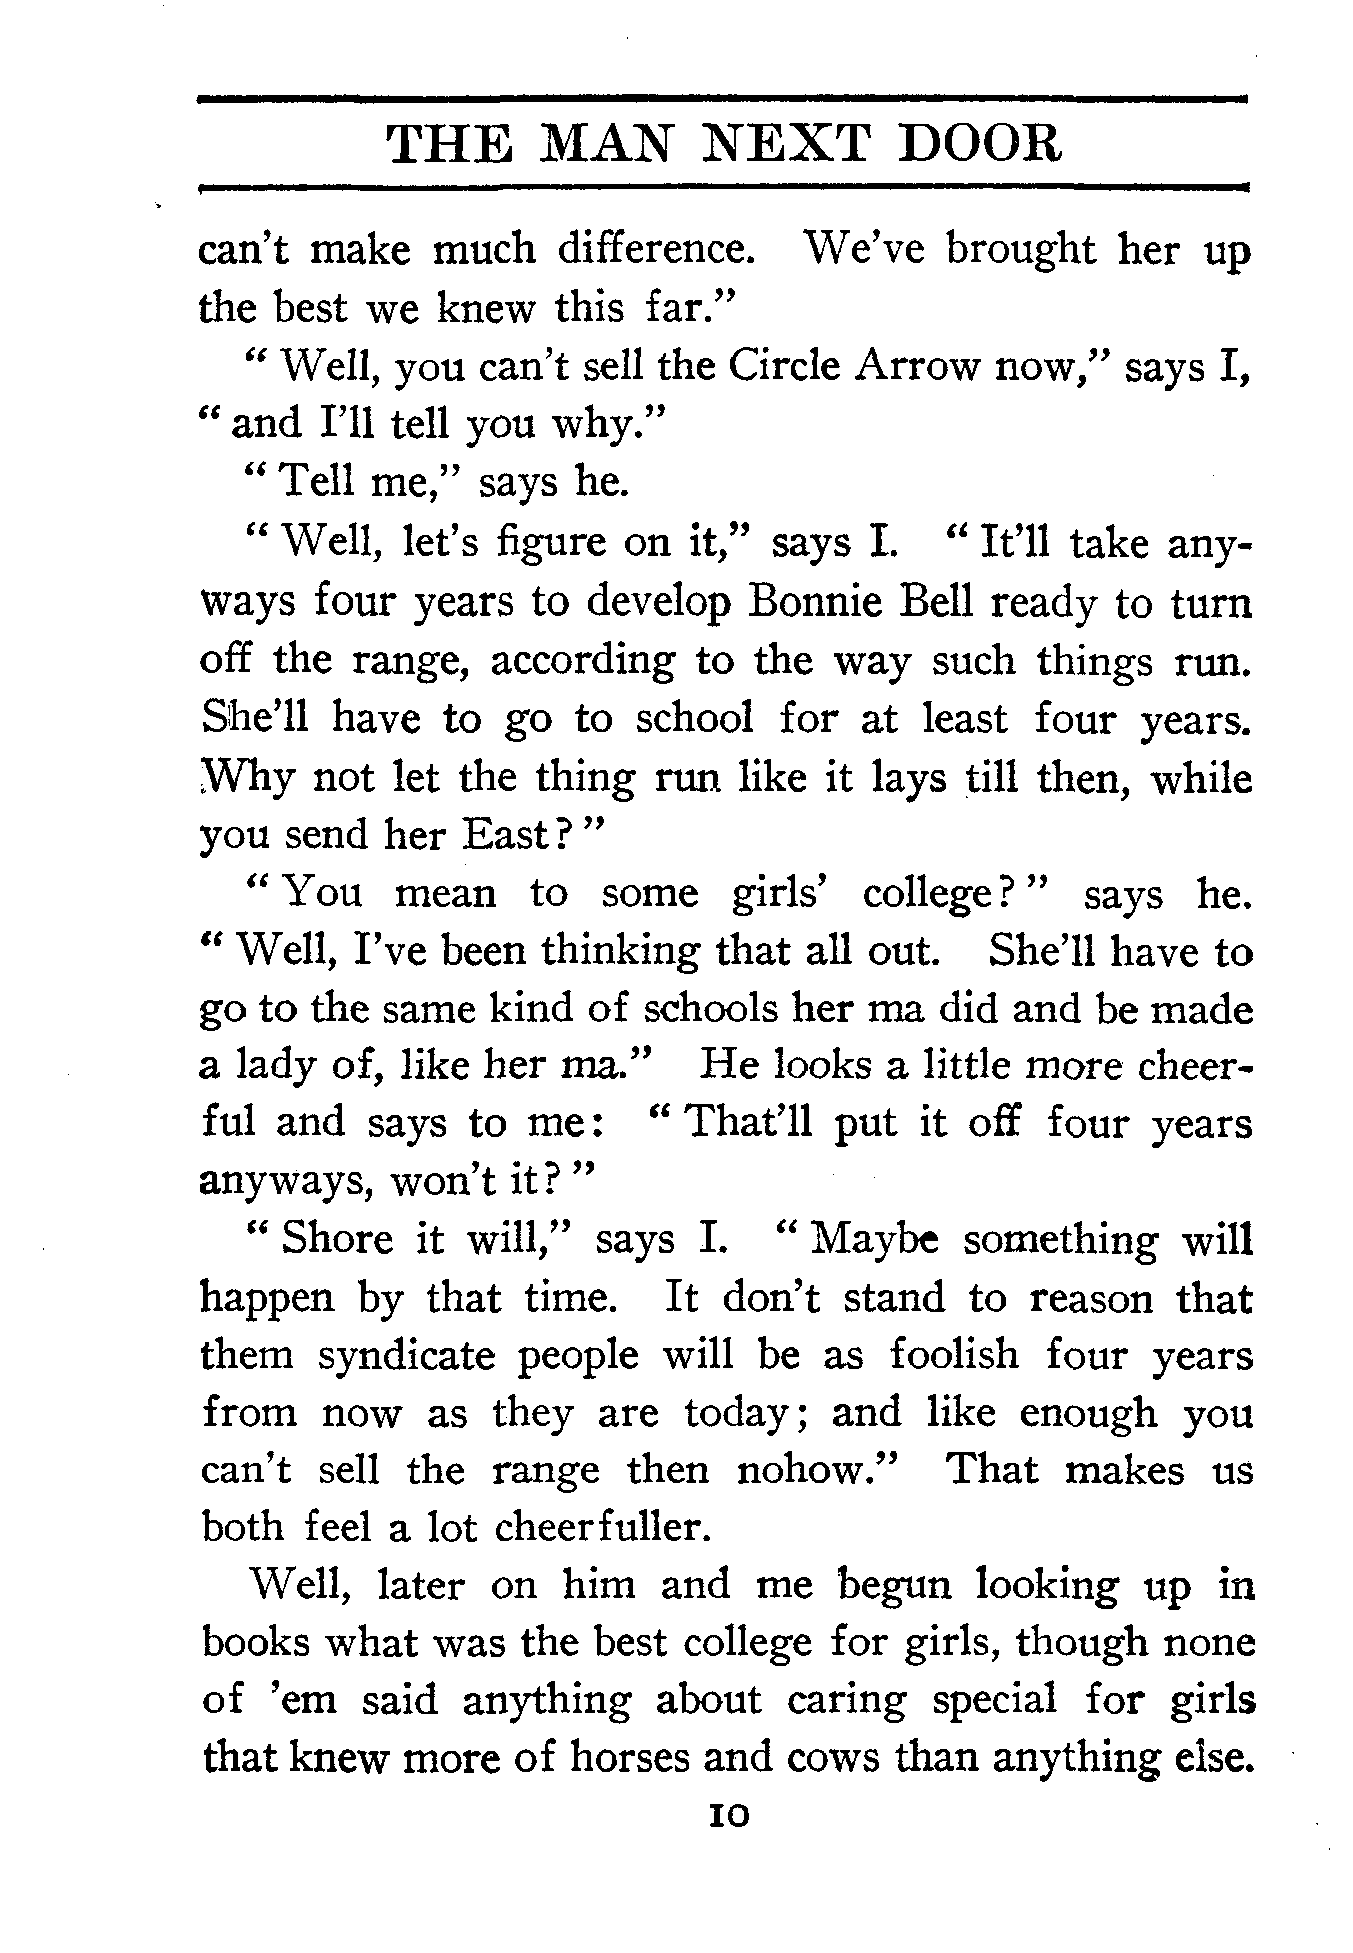 THE MAN NEXT DOOR
can't make much difference. We've brought her up
the best we knew this far."
"Well, you can't sell the Circle Arrow now," says I,
"and I'll tell you why."
"Tell me," says he.
"Well, let's figure on it," says I. "It'll take any-
ways four years to develop Bonnie Bell ready to turn
off the range, according to the way such things run.
She'll have to go to school for at least four years.
Why not let the thing run like it lays till then, while
you send her East?"
"You mean to some girls' college?" says he.
"Well, I've been thinking that all out. She'll have to
go to the same kind of schools her ma did and be made
a lady of, like her ma." He looks a little more cheer-
ful and says to me: "That'll put it off four years
anyways, won't it?"
"Shore it will," says I. "Maybe something will
happen by that time. It don't stand to reason that
them syndicate people will be as foolish four years
from now as they are today; and like enough you
can't sell the range then nohow." That makes us
both feel a lot cheerfuller.
Well, later on him and me begun looking up in
books what was the best college for girls, though none
of 'em said anything about caring special for girls
that knew more of horses and cows than anything else.
10